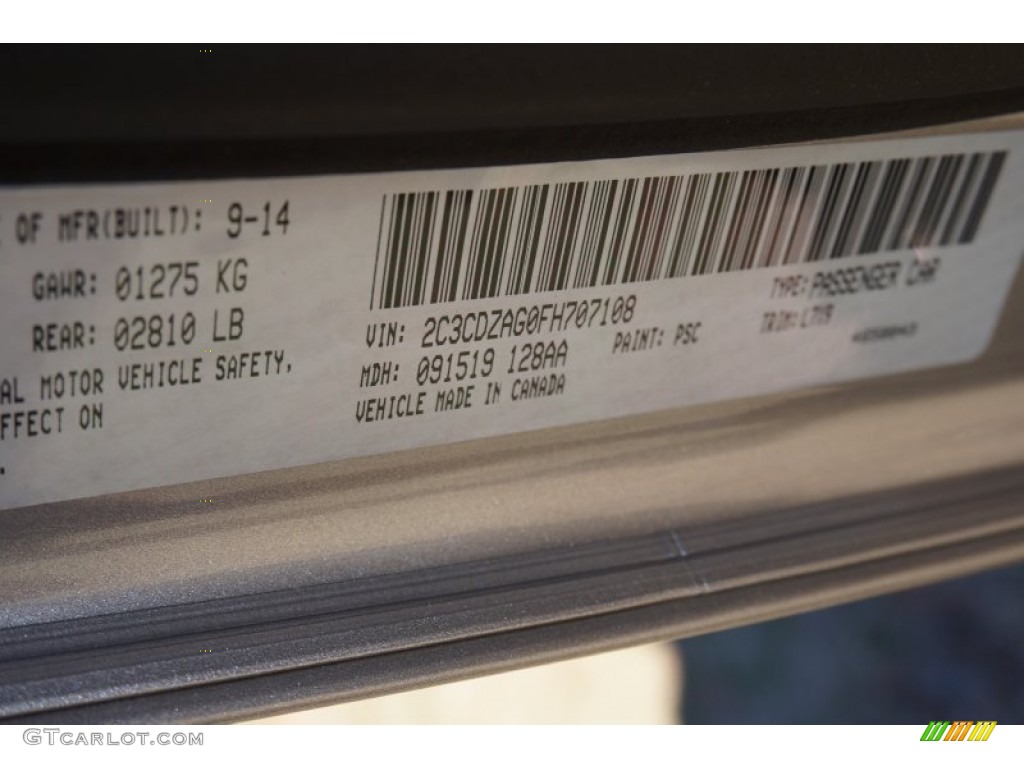 OF MFR(BUILT): 9-14
GAWR: 01275 KG
REAR: 02810 LB
AL MOTOR VEHICLE SAFETY,
FFECT ON
VIN: 2C3CDZAG0FH707108
TYPE: PASSENGER CAR
MDH: 091519 128AA
PAINT: PSC
TRIM:
VEHICLE MADE IN CANADA
GTCarlot.com